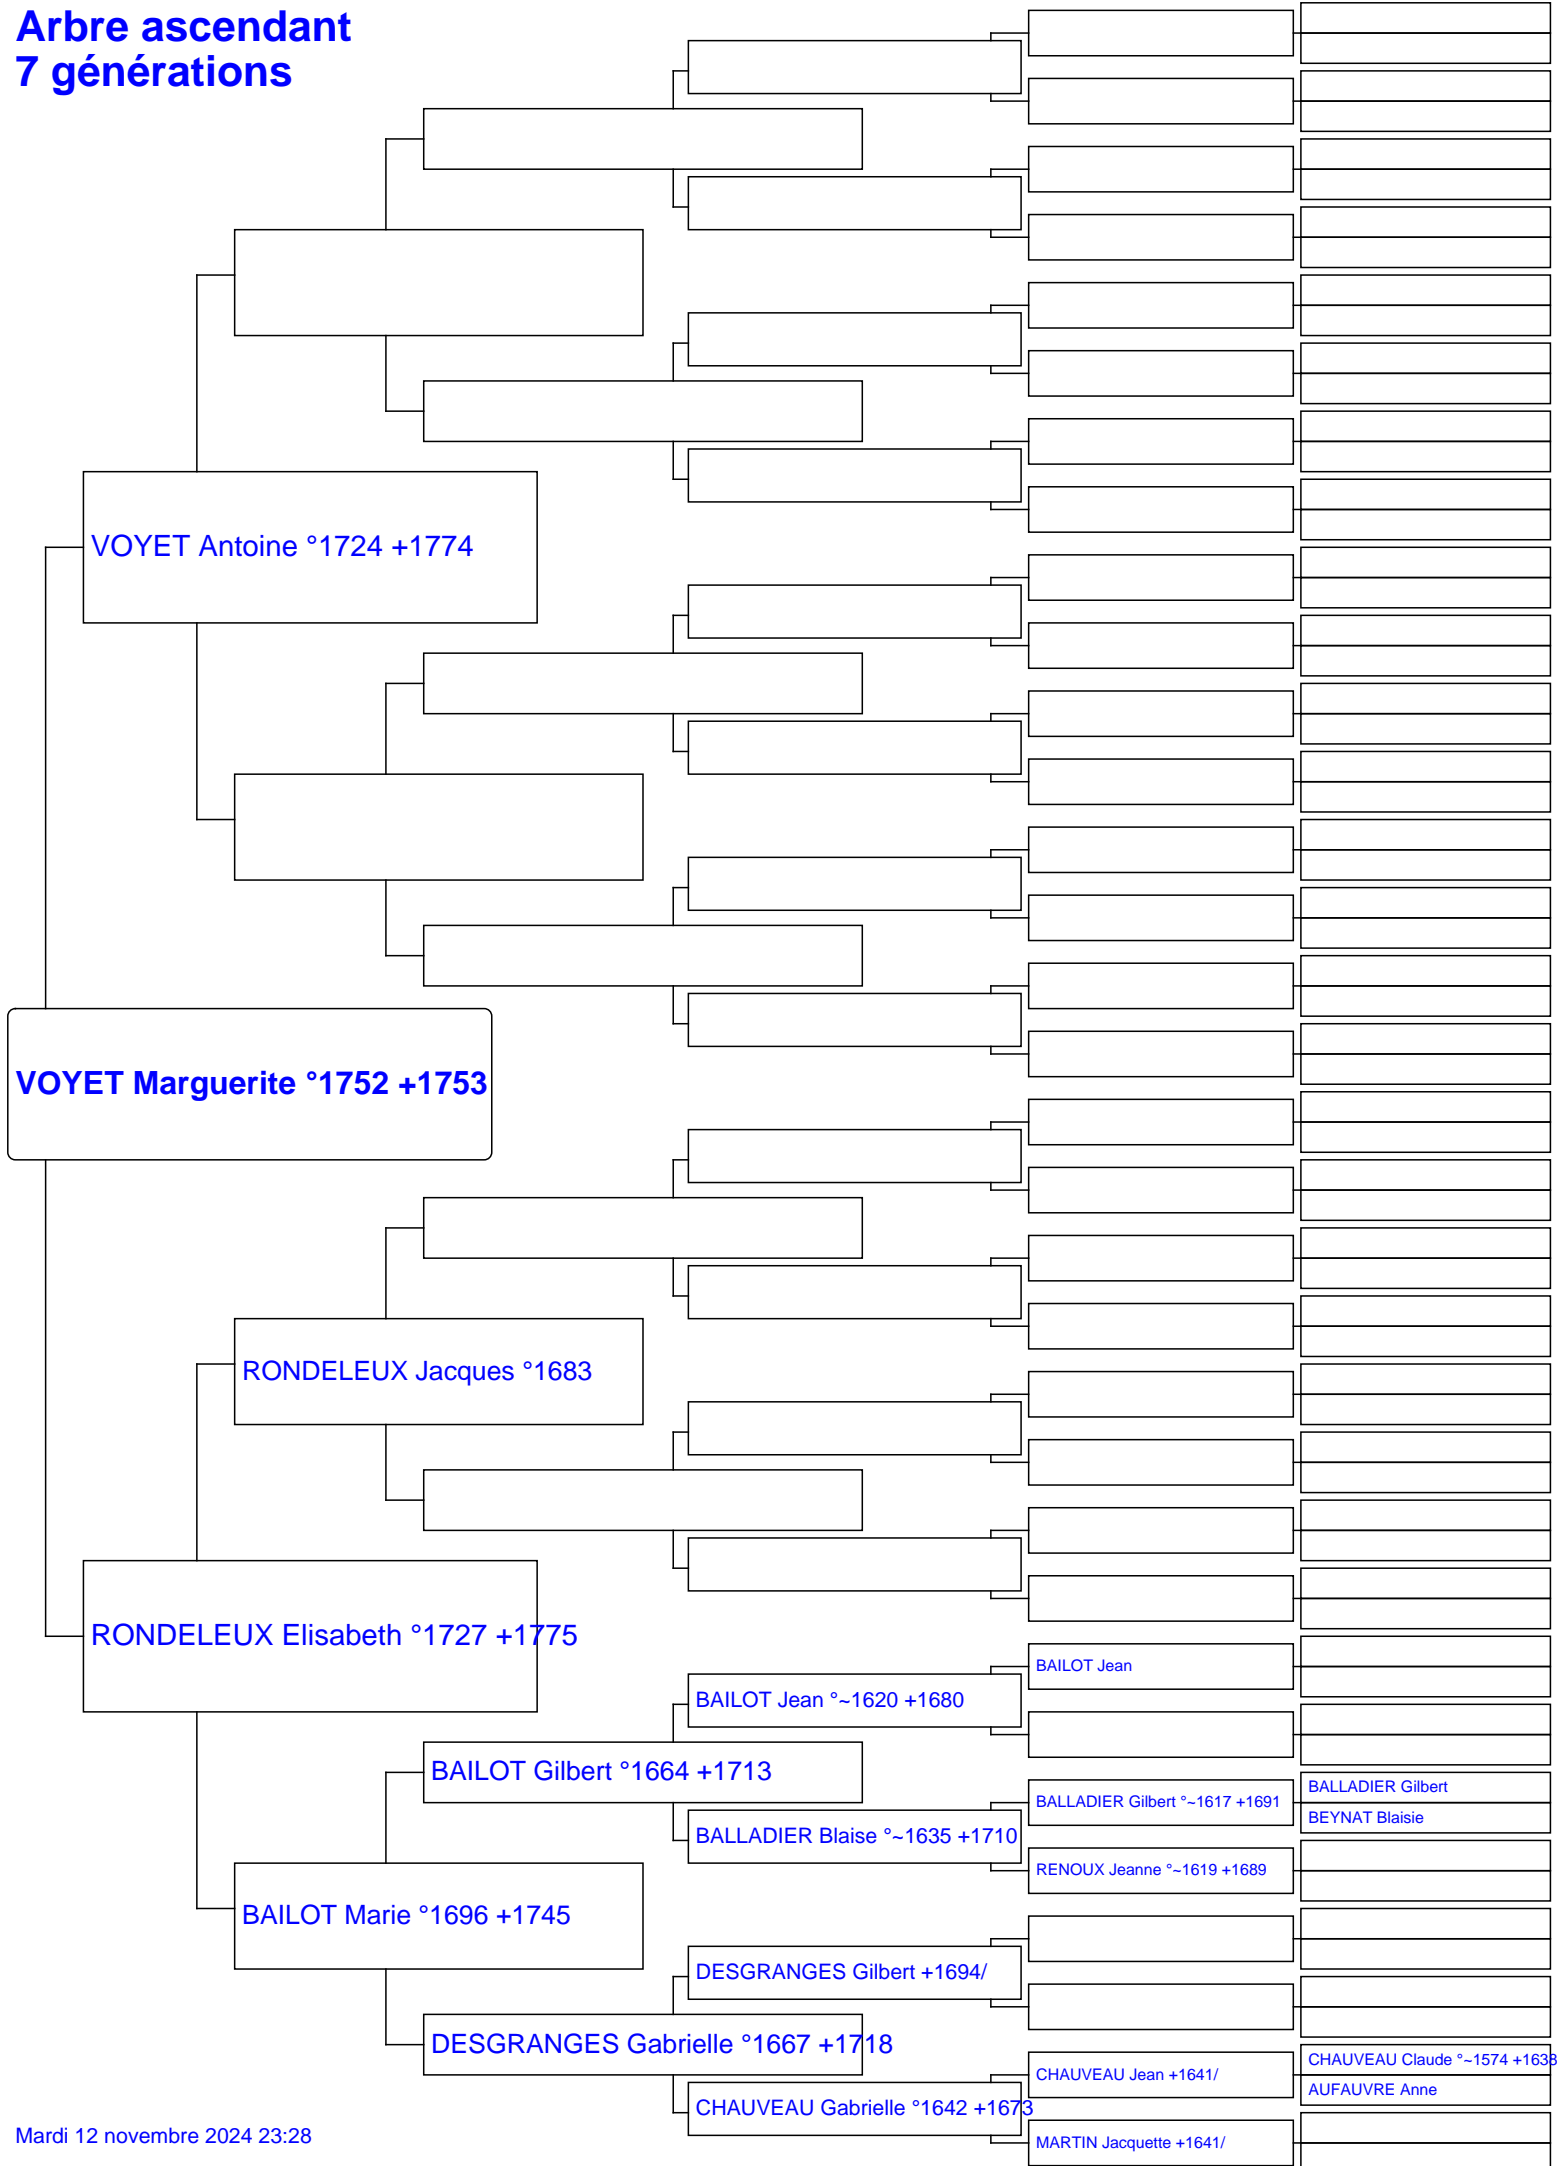 Arbre ascendant
7 générations
VOYET Antoine °1724 +1774
VOYET Marguerite °1752 +1753
RONDELEUX Jacques °1683
RONDELEUX Elisabeth °1727 +1775
BAILOT Jean
BAILOT Jean °~1620 +1680
BAILOT Gilbert °1664 +1713
BALLADIER Gilbert
BALLADIER Gilbert °~1617 +1691
BEYNAT Blaisie
BALLADIER Blaise °~1635 +1710
RENOUX Jeanne °~1619 +1689
BAILOT Marie °1696 +1745
DESGRANGES Gilbert +1694/
DESGRANGES Gabrielle °1667 +1718
CHAUVEAU Claude °~1574 +1638
CHAUVEAU Jean +1641/
AUFAUVRE Anne
CHAUVEAU Gabrielle °1642 +1673
MARTIN Jacquette +1641/
Mardi 12 novembre 2024 23:28